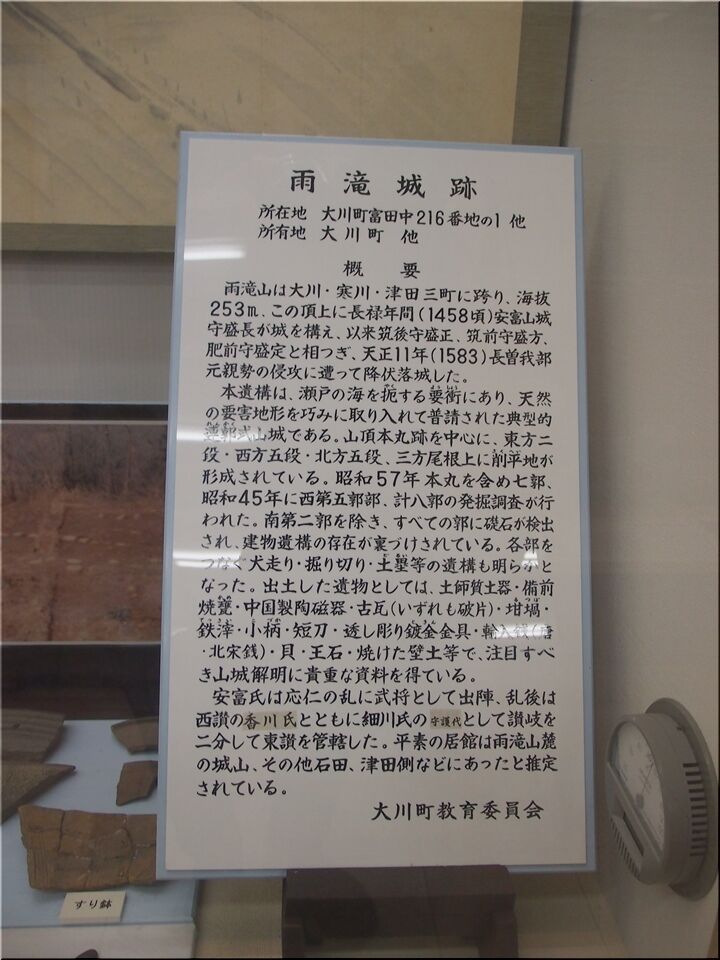 雨滝城跡
所在地 大川町富田中216番地の1 他
所有地 大川町 他
概要
雨滝山は大川・寒川・津田三町に跨り、海抜
253m、この頂上に長禄年間(1458頃)安富山城
守盛長が城を構え、以来筑後守盛正、筑前守盛方、
肥前守盛定と相つぎ、天正11年(1583)長曽我部
元親勢の侵攻に遭って降伏落城した。
本遺構は、瀬戸の海を扼する要衝にあり、天然
の要害地形を巧みに取り入れて普請された典型的
連郭式山城である。山頂本丸跡を中心に、東方二
段・西方五段・北方五段、三方尾根上に削平地が
形成されている。昭和57年本丸を含め七郭、
昭和45年に西第五郭部、計八郭の発掘調査が行
われた。南第二郭を除き、すべての郭に礎石が検出
され、建物遺構の存在が裏づけされている。各部を
つなぐ犬走り・掘り切り・土塁等の遺構も明らかと
なった。出土した遺物としては、土師質土器・備前
焼甕・中国製陶磁器・古瓦(いずれも破片)・坩堝・
鉄滓・小柄・短刀・透し彫り鍍金金具・輸入銭(唐
・北宋銭)・貝・玉石・焼けた壁土等で、注目すべ
き山城解明に貴重な資料を得ている。
安富氏は応仁の乱に武将として出陣、乱後は
西讃の香川氏とともに細川氏の守護代として讃岐を
二分して東讃を管轄した。平素の居館は雨滝山麓
の城山、その他石田、津田側などにあったと推定
されている。
大川町教育委員会
すり鉢